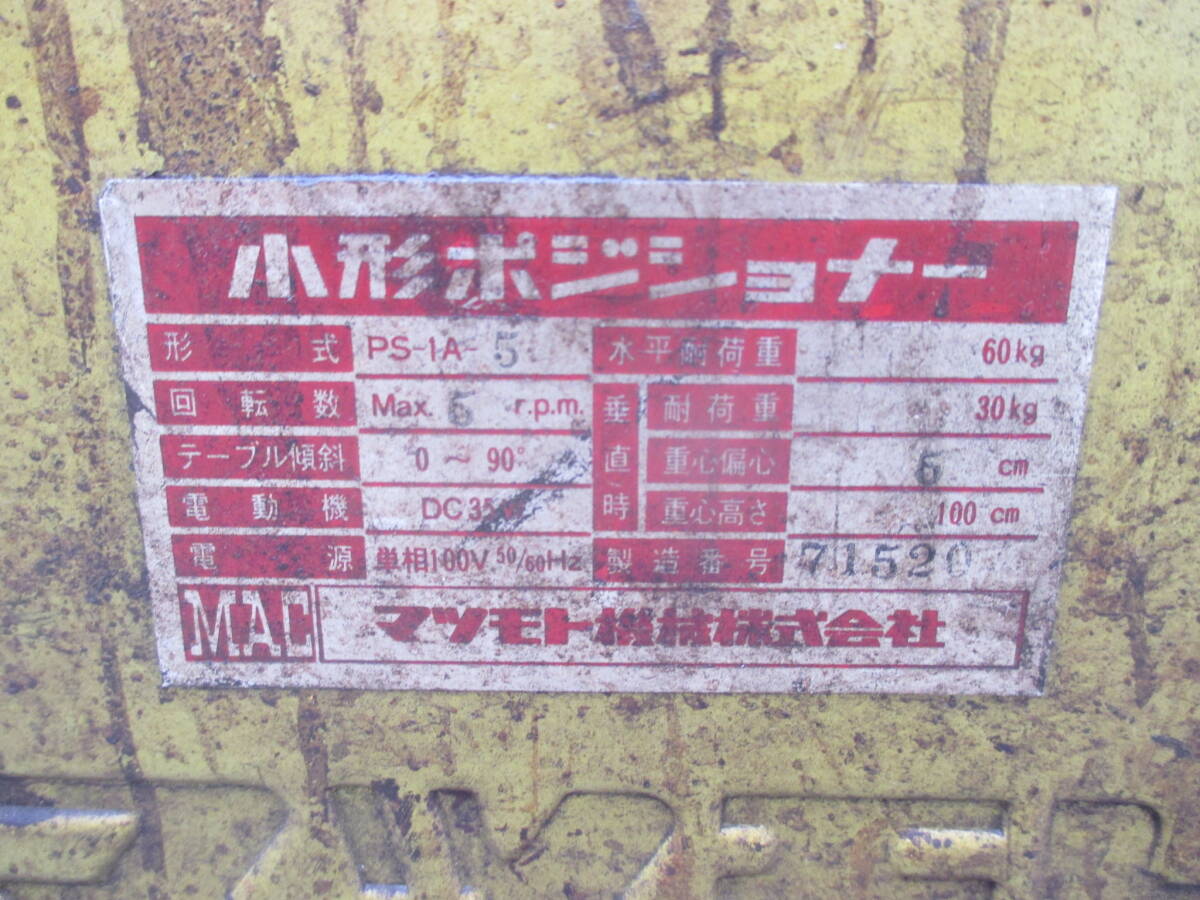 小形ポジショナー
形式 PS-1A-5 水平耐荷重 60kg
回転数 Max. 5 r.p.m. 垂直時 耐荷重 30kg
テーブル傾斜 0～90° 重心偏心 5 cm
電動機 DC 重心高さ 100 cm
電源 単相100V 50/60Hz 製造番号 71520
MAC マツモト機械株式会社